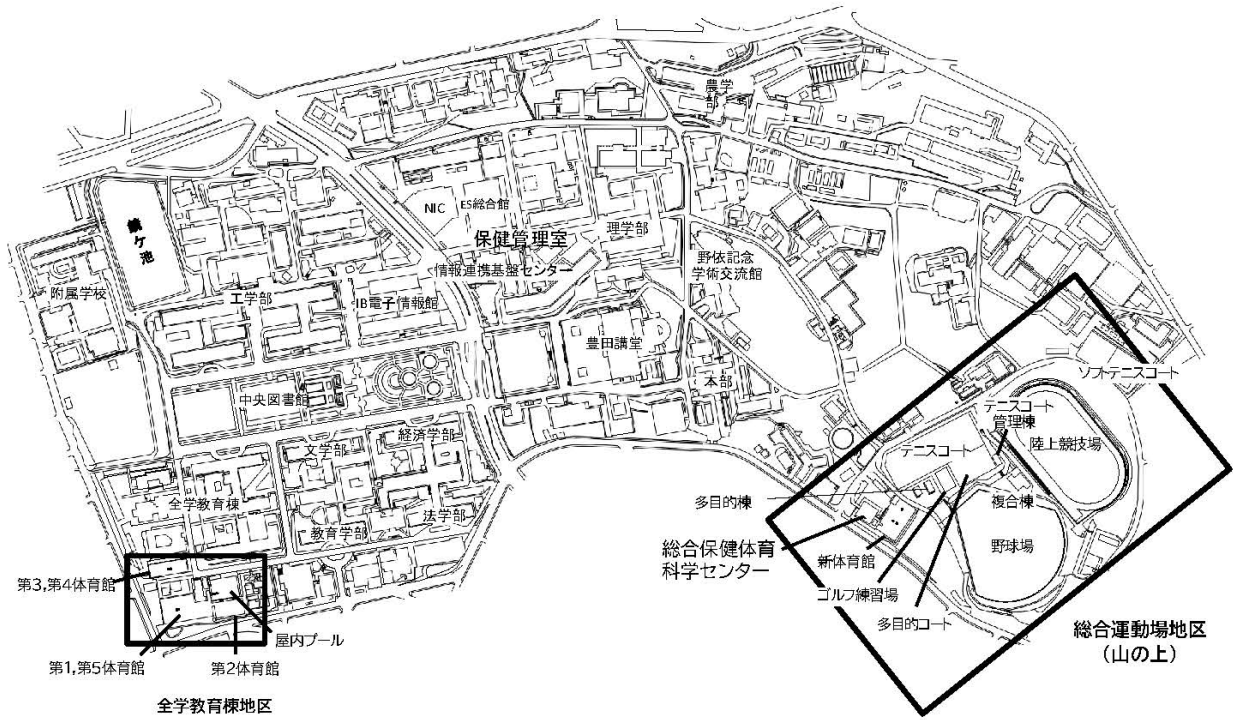 農学
部
鏡ケ池
NIC
ES総合館
保健管理室
理学部
野依記念
学術交流館
附属学校
情報連携基盤センター
工学部
IB電子情報館
豊田講堂
本部
ソフトテニスコート
中央図書館
テニスコート
管理棟
文学部
経済学部
陸上競技場
テニスコート
全学教育棟
多目的棟
複合棟
法学部
教育学部
総合保健体育
科学センター
新体育館
野球場
第3,第4体育館
ゴルフ練習場
多目的コート
屋内プール
総合運動場地区
(山の上)
第1,第5体育館
第2体育館
全学教育棟地区